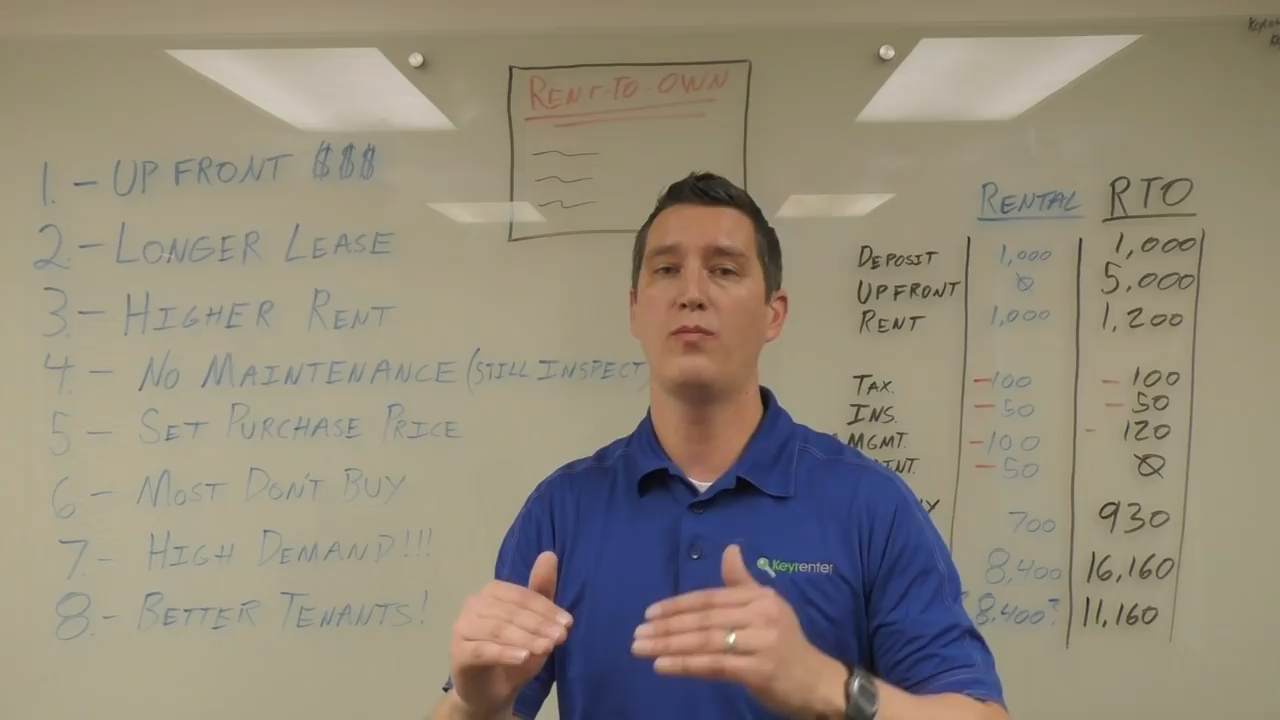 RENT-TO-OWN
1. - UP FRONT $$$
2 - LONGER LEASE
3. - HIGHER RENT
4 - NO MAINTENANCE (STILL INSPECT)
5 - SET PURCHASE PRICE
6 - MOST DON'T BUY
7 - HIGH DEMAND!!!
8 - BETTER TENANTS!
RENTAL RTO
DEPOSIT 1,000 1,000
UPFRONT 0 5,000
RENT 1,000 1,200
TAX -100 - 100
INS. - 50 - 50
MGMT. -100 - 120
INT. - 50 0
700 930
8,400 16,160
8,400? 11,160
Keyrenter